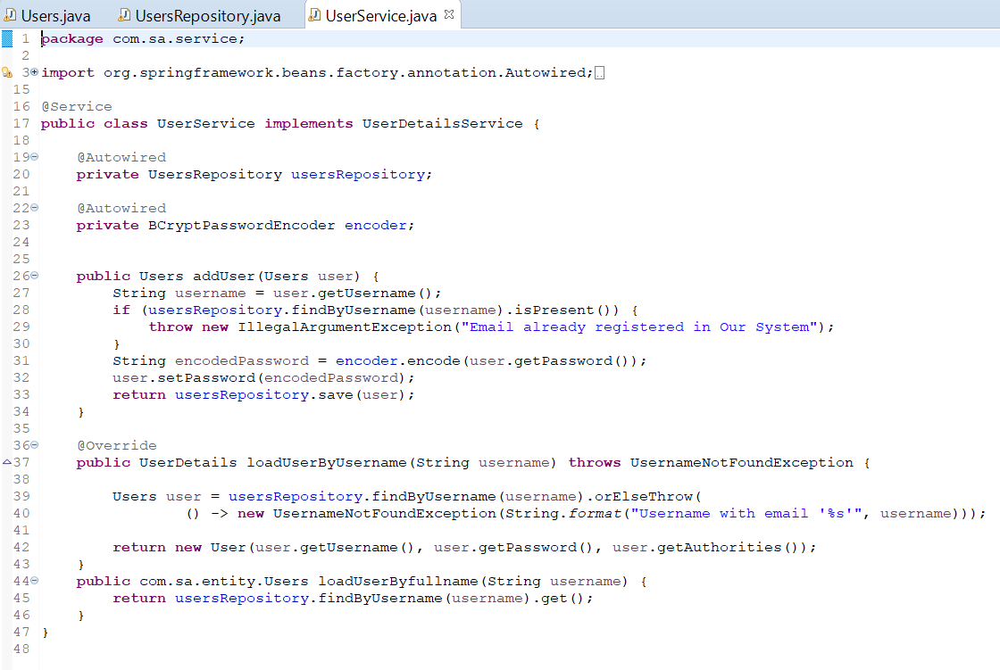 Users.java UsersRepository.java UserService.java
1 package com.sa.service;
2
3 import org.springframework.beans.factory.annotation.Autowired;
15
16 @Service
17 public class UserService implements UserDetailsService {
18
19     @Autowired
20     private UsersRepository usersRepository;
21
22     @Autowired
23     private BCryptPasswordEncoder encoder;
24
25
26     public Users addUser(Users user) {
27         String username = user.getUsername();
28         if (usersRepository.findByUsername(username).isPresent()) {
29             throw new IllegalArgumentException("Email already registered in Our System");
30         }
31         String encodedPassword = encoder.encode(user.getPassword());
32         user.setPassword(encodedPassword);
33         return usersRepository.save(user);
34     }
35
36     @Override
37     public UserDetails loadUserByUsername(String username) throws UsernameNotFoundException {
38
39         Users user = usersRepository.findByUsername(username).orElseThrow(
40                 () -> new UsernameNotFoundException(String.format("Username with email '%s'", username)));
41
42         return new User(user.getUsername(), user.getPassword(), user.getAuthorities());
43     }
44     public com.sa.entity.Users loadUserByfullname(String username) {
45         return usersRepository.findByUsername(username).get();
46     }
47 }
48